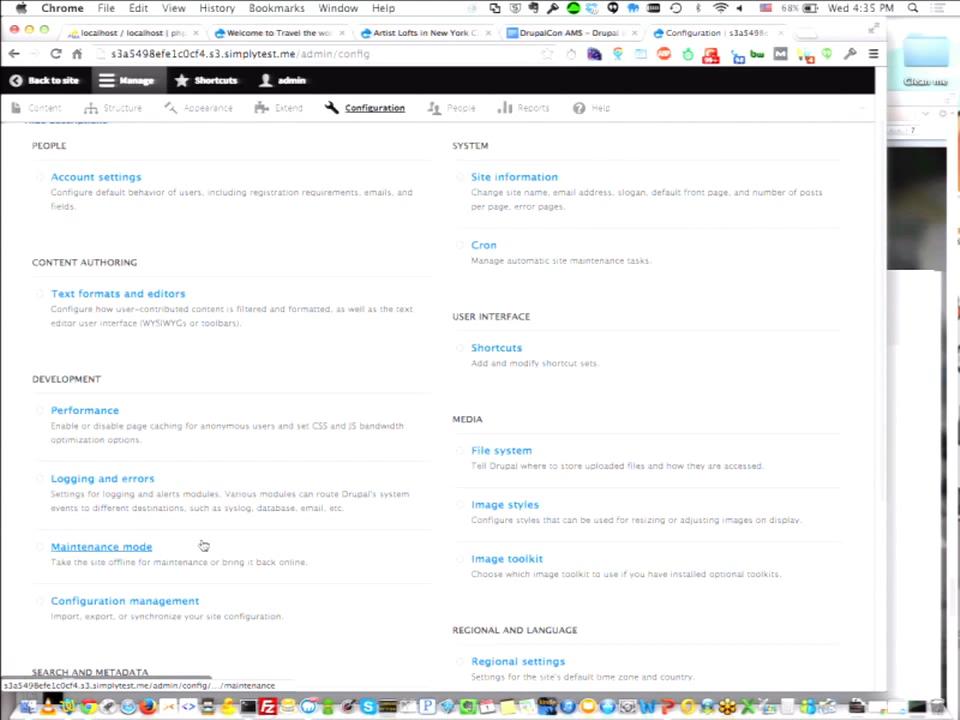 Chrome File Edit View History Bookmarks Window Help 68% Wed 4:35 PM
localhost / localhost | php Welcome to Travel the wo Artist Lofts in New York C DrupalCon AMS – Drupal Configuration | s3a5498e
s3a5498efe1c0cf4.s3.simplytest.me/admin/config
Clean me
Back to site Manage Shortcuts admin
Content Structure Appearance Extend Configuration People Reports Help
PEOPLE
Account settings
Configure default behavior of users, including registration requirements, emails, and
fields.
CONTENT AUTHORING
Text formats and editors
Configure how user-contributed content is filtered and formatted, as well as the text
editor user interface (WYSIWYGs or toolbars).
DEVELOPMENT
Performance
Enable or disable page caching for anonymous users and set CSS and JS bandwidth
optimization options.
Logging and errors
Settings for logging and alerts modules. Various modules can route Drupal's system
events to different destinations, such as syslog, database, email, etc.
Maintenance mode
Take the site offline for maintenance or bring it back online.
Configuration management
Import, export, or synchronize your site configuration.
SEARCH AND METADATA
SYSTEM
Site information
Change site name, email address, slogan, default front page, and number of posts
per page, error pages.
Cron
Manage automatic site maintenance tasks.
USER INTERFACE
Shortcuts
Add and modify shortcut sets.
MEDIA
File system
Tell Drupal where to store uploaded files and how they are accessed.
Image styles
Configure styles that can be used for resizing or adjusting images on display.
Image toolkit
Choose which image toolkit to use if you have installed optional toolkits.
REGIONAL AND LANGUAGE
Regional settings
Settings for the site's default time zone and country.
s3a5498efe1c0cf4.s3.simplytest.me/admin/config/.../maintenance